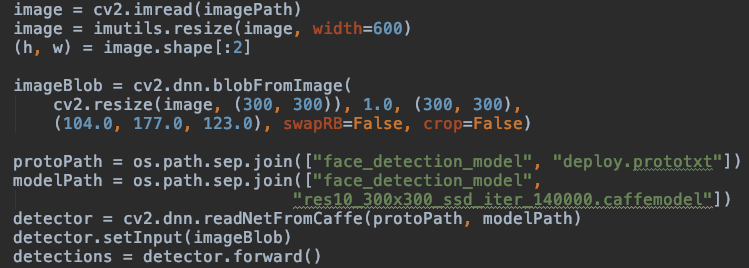 image = cv2.imread(imagePath)
image = imutils.resize(image, width=600)
(h, w) = image.shape[:2]

imageBlob = cv2.dnn.blobFromImage(
    cv2.resize(image, (300, 300)), 1.0, (300, 300),
    (104.0, 177.0, 123.0), swapRB=False, crop=False)

protoPath = os.path.sep.join(["face_detection_model", "deploy.prototxt"])
modelPath = os.path.sep.join(["face_detection_model",
                              "res10_300x300_ssd_iter_140000.caffemodel"])
detector = cv2.dnn.readNetFromCaffe(protoPath, modelPath)
detector.setInput(imageBlob)
detections = detector.forward()